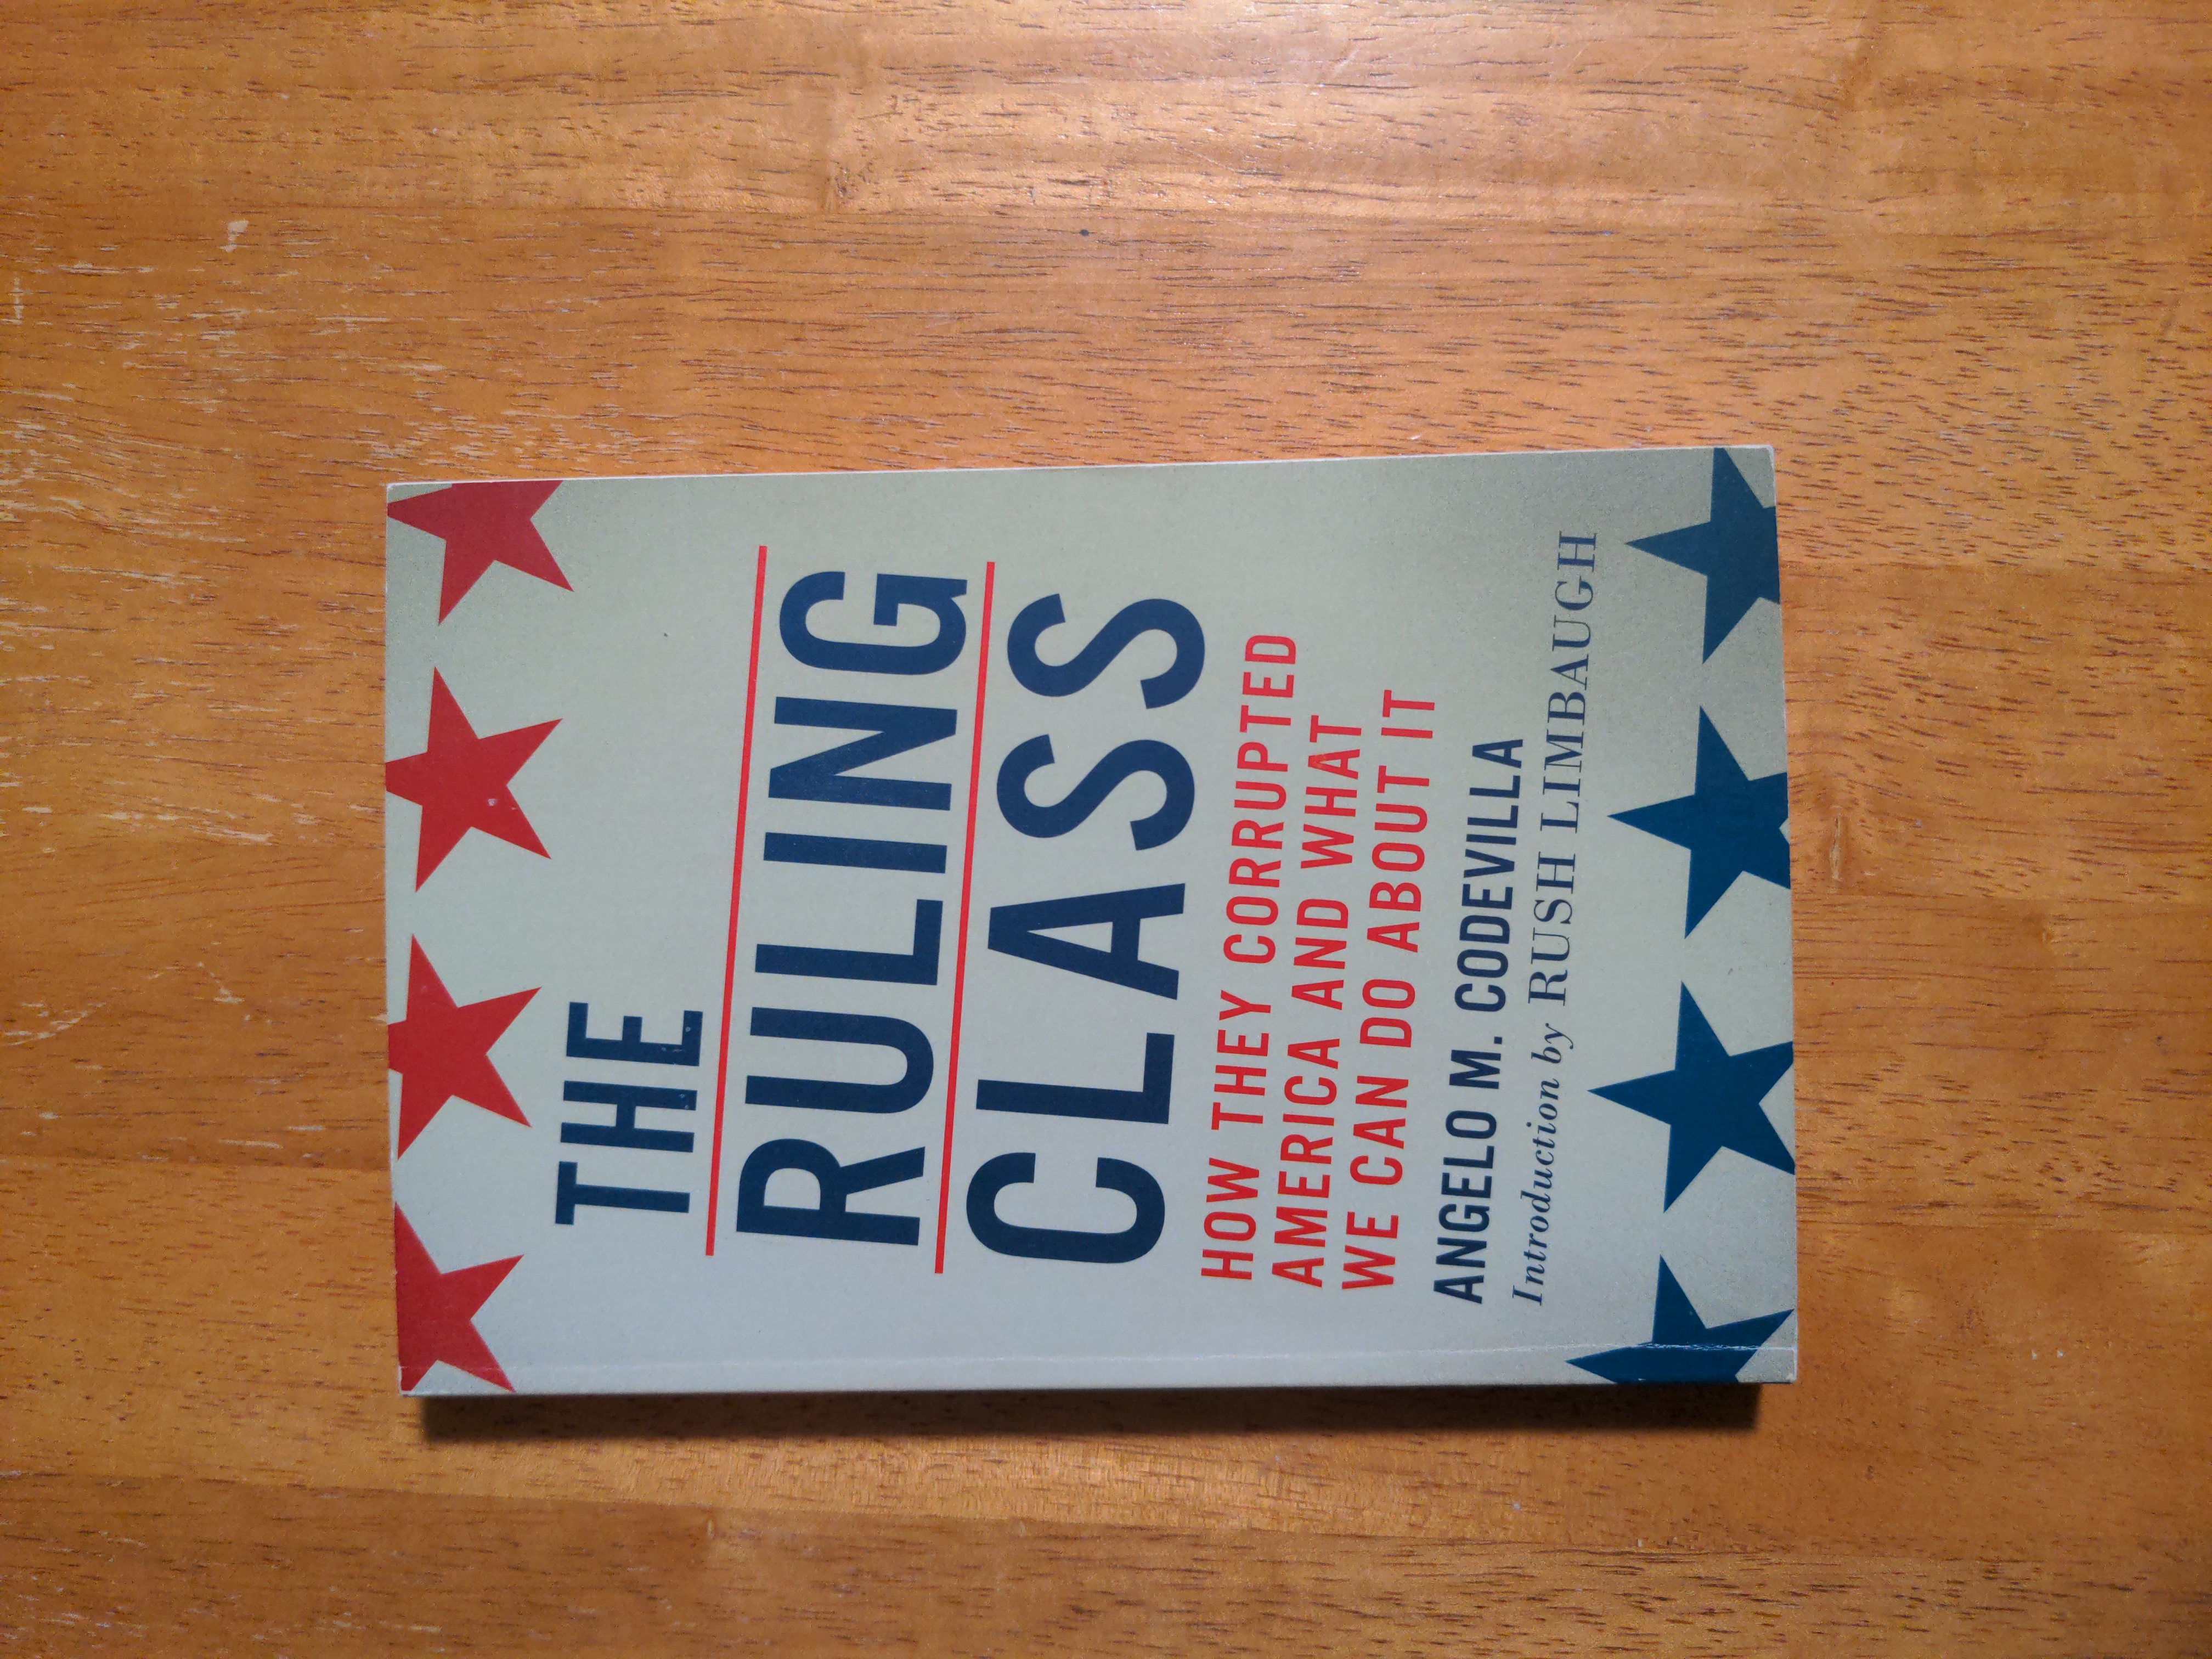 THE
RULING
CLASS
HOW THEY CORRUPTED
AMERICA AND WHAT
WE CAN DO ABOUT IT
ANGELO M. CODEVILLA
Introduction by RUSH LIMBAUGH